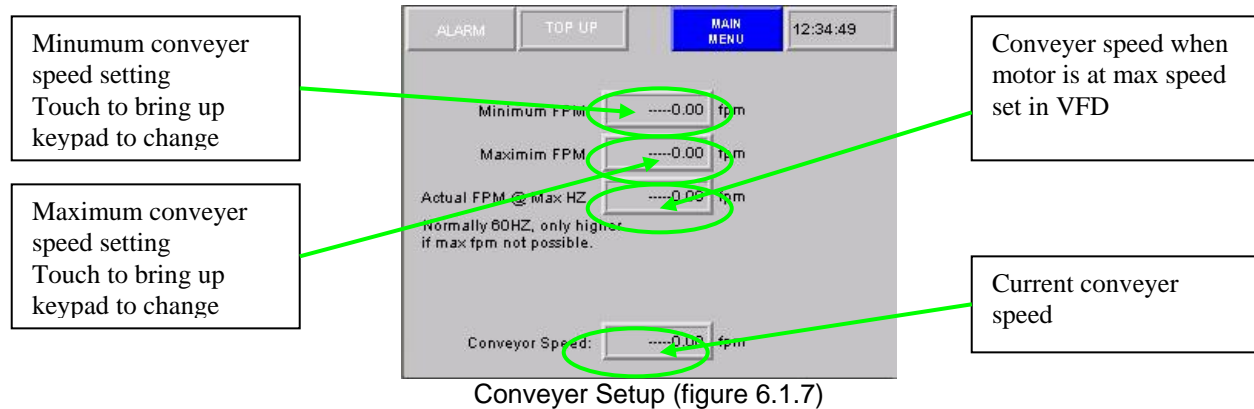 Minumum conveyer
speed setting
Touch to bring up
keypad to change
Maximum conveyer
speed setting
Touch to bring up
keypad to change
ALARM
TOP UP
MAIN
MENU
12:34:49
Minimum FPM
-----0.00 fpm
Maximim FPM
-----0.00 fpm
Actual FPM @ Max HZ
-----0.00 fpm
Normally 60HZ, only higher
if max fpm not possible.
Conveyor Speed:
-----0.00 fpm
Conveyer speed when
motor is at max speed
set in VFD
Current conveyer
speed
Conveyer Setup (figure 6.1.7)